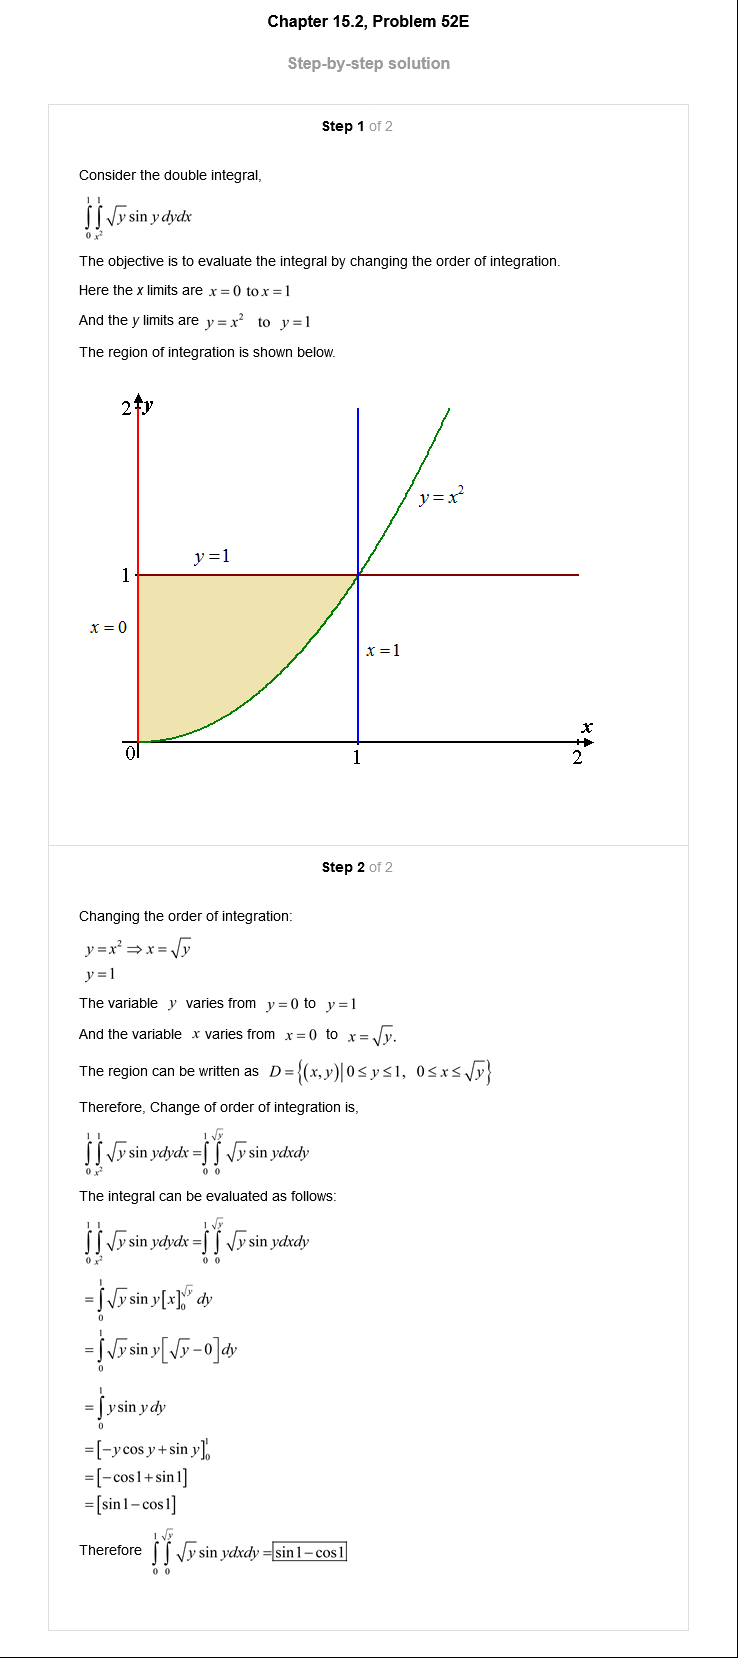 Chapter 15.2, Problem 52E
Step-by-step solution
Step 1 of 2
Consider the double integral,
∫₀¹∫ₓ²¹ √y sin y dydx
The objective is to evaluate the integral by changing the order of integration.
Here the x limits are x = 0 to x = 1
And the y limits are y = x² to y = 1
The region of integration is shown below.
2 y
y = x²
y = 1
1
x = 0
x = 1
x
0 1 2
Step 2 of 2
Changing the order of integration:
y = x² ⇒ x = √y
y = 1
The variable y varies from y = 0 to y = 1
And the variable x varies from x = 0 to x = √y.
The region can be written as D = {(x, y)| 0 ≤ y ≤ 1, 0 ≤ x ≤ √y}
Therefore, Change of order of integration is,
∫₀¹∫ₓ²¹ √y sin ydydx = ∫₀¹∫₀^√y √y sin ydxdy
The integral can be evaluated as follows:
∫₀¹∫ₓ²¹ √y sin ydydx = ∫₀¹∫₀^√y √y sin ydxdy
= ∫₀¹ √y sin y [x]₀^√y dy
= ∫₀¹ √y sin y [√y − 0] dy
= ∫₀¹ y sin y dy
= [−y cos y + sin y]₀¹
= [−cos 1 + sin 1]
= [sin 1 − cos 1]
Therefore ∫₀¹∫₀^√y √y sin ydxdy = sin 1 − cos 1